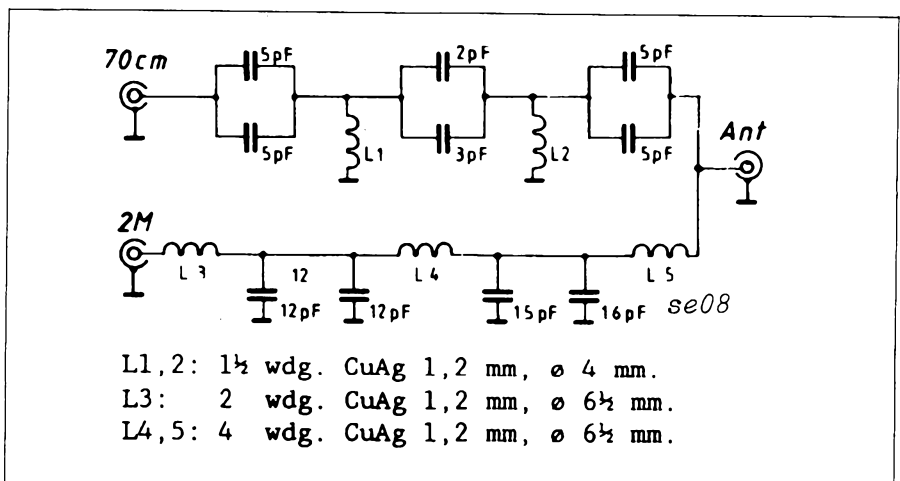 5pF 2pF 5pF
70cm
5pF L1 3pF L2 5pF
Ant
2M
L3 12 L4 L5
12pF 12pF 15pF 16pF se08
L1,2: 1½ wdg. CuAg 1,2 mm, ø 4 mm.
L3: 2 wdg. CuAg 1,2 mm, ø 6½ mm.
L4,5: 4 wdg. CuAg 1,2 mm, ø 6½ mm.